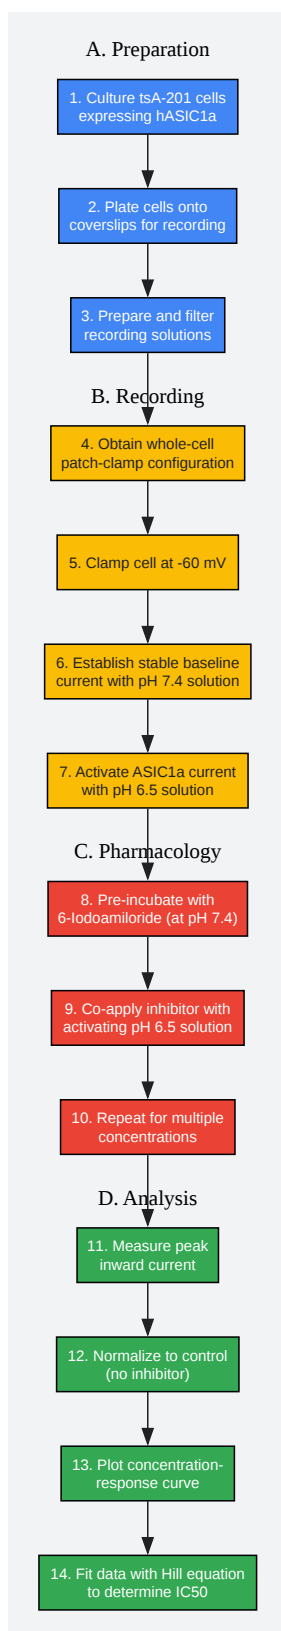 A. Preparation
1. Culture tsA-201 cells
expressing hASIC1a
2. Plate cells onto
coverslips for recording
3. Prepare and filter
recording solutions
B. Recording
4. Obtain whole-cell
patch-clamp configuration
5. Clamp cell at -60 mV
6. Establish stable baseline
current with pH 7.4 solution
7. Activate ASIC1a current
with pH 6.5 solution
C. Pharmacology
8. Pre-incubate with
6-Iodoamiloride (at pH 7.4)
9. Co-apply inhibitor with
activating pH 6.5 solution
10. Repeat for multiple
concentrations
D. Analysis
11. Measure peak
inward current
12. Normalize to control
(no inhibitor)
13. Plot concentration-
response curve
14. Fit data with Hill equation
to determine IC50